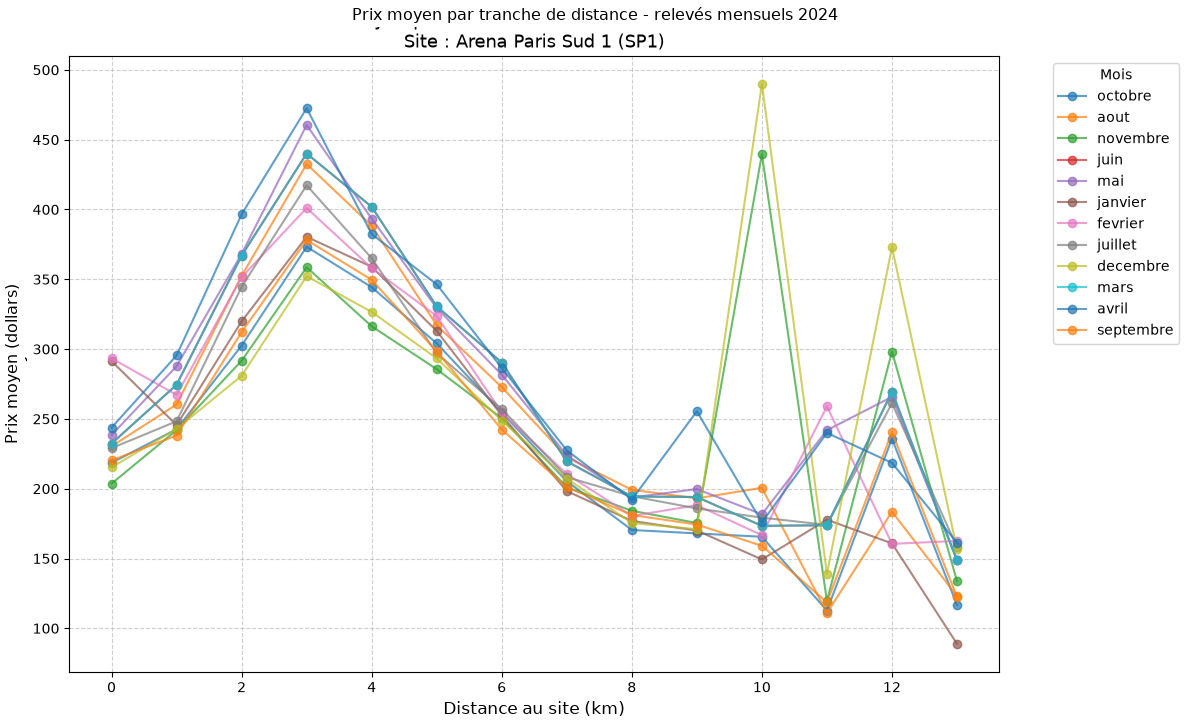 Prix moyen par tranche de distance - relevés mensuels 2024
Site : Arena Paris Sud 1 (SP1)
Prix moyen (dollars)
500
450
400
350
300
250
200
150
100
0 2 4 6 8 10 12
Distance au site (km)
Mois
octobre
aout
novembre
juin
mai
janvier
fevrier
juillet
decembre
mars
avril
septembre